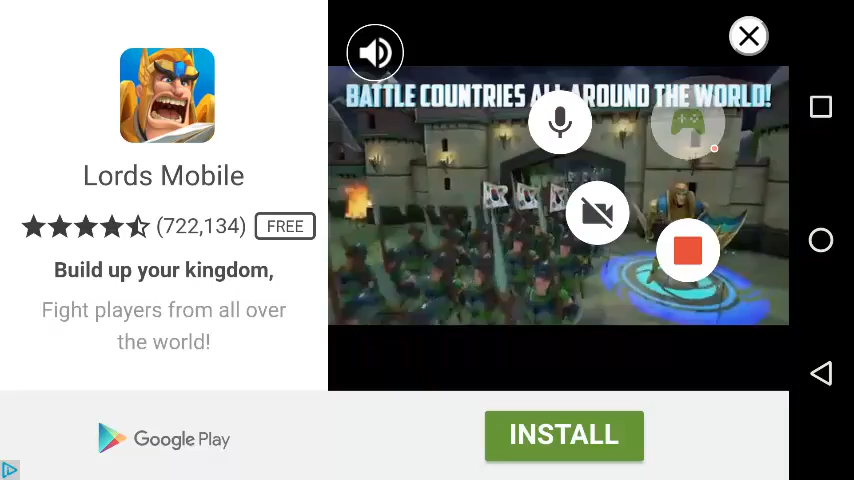 Lords Mobile
(722,134) FREE
Build up your kingdom,
Fight players from all over
the world!
BATTLE COUNTRIES ALL AROUND THE WORLD!
Google Play
INSTALL